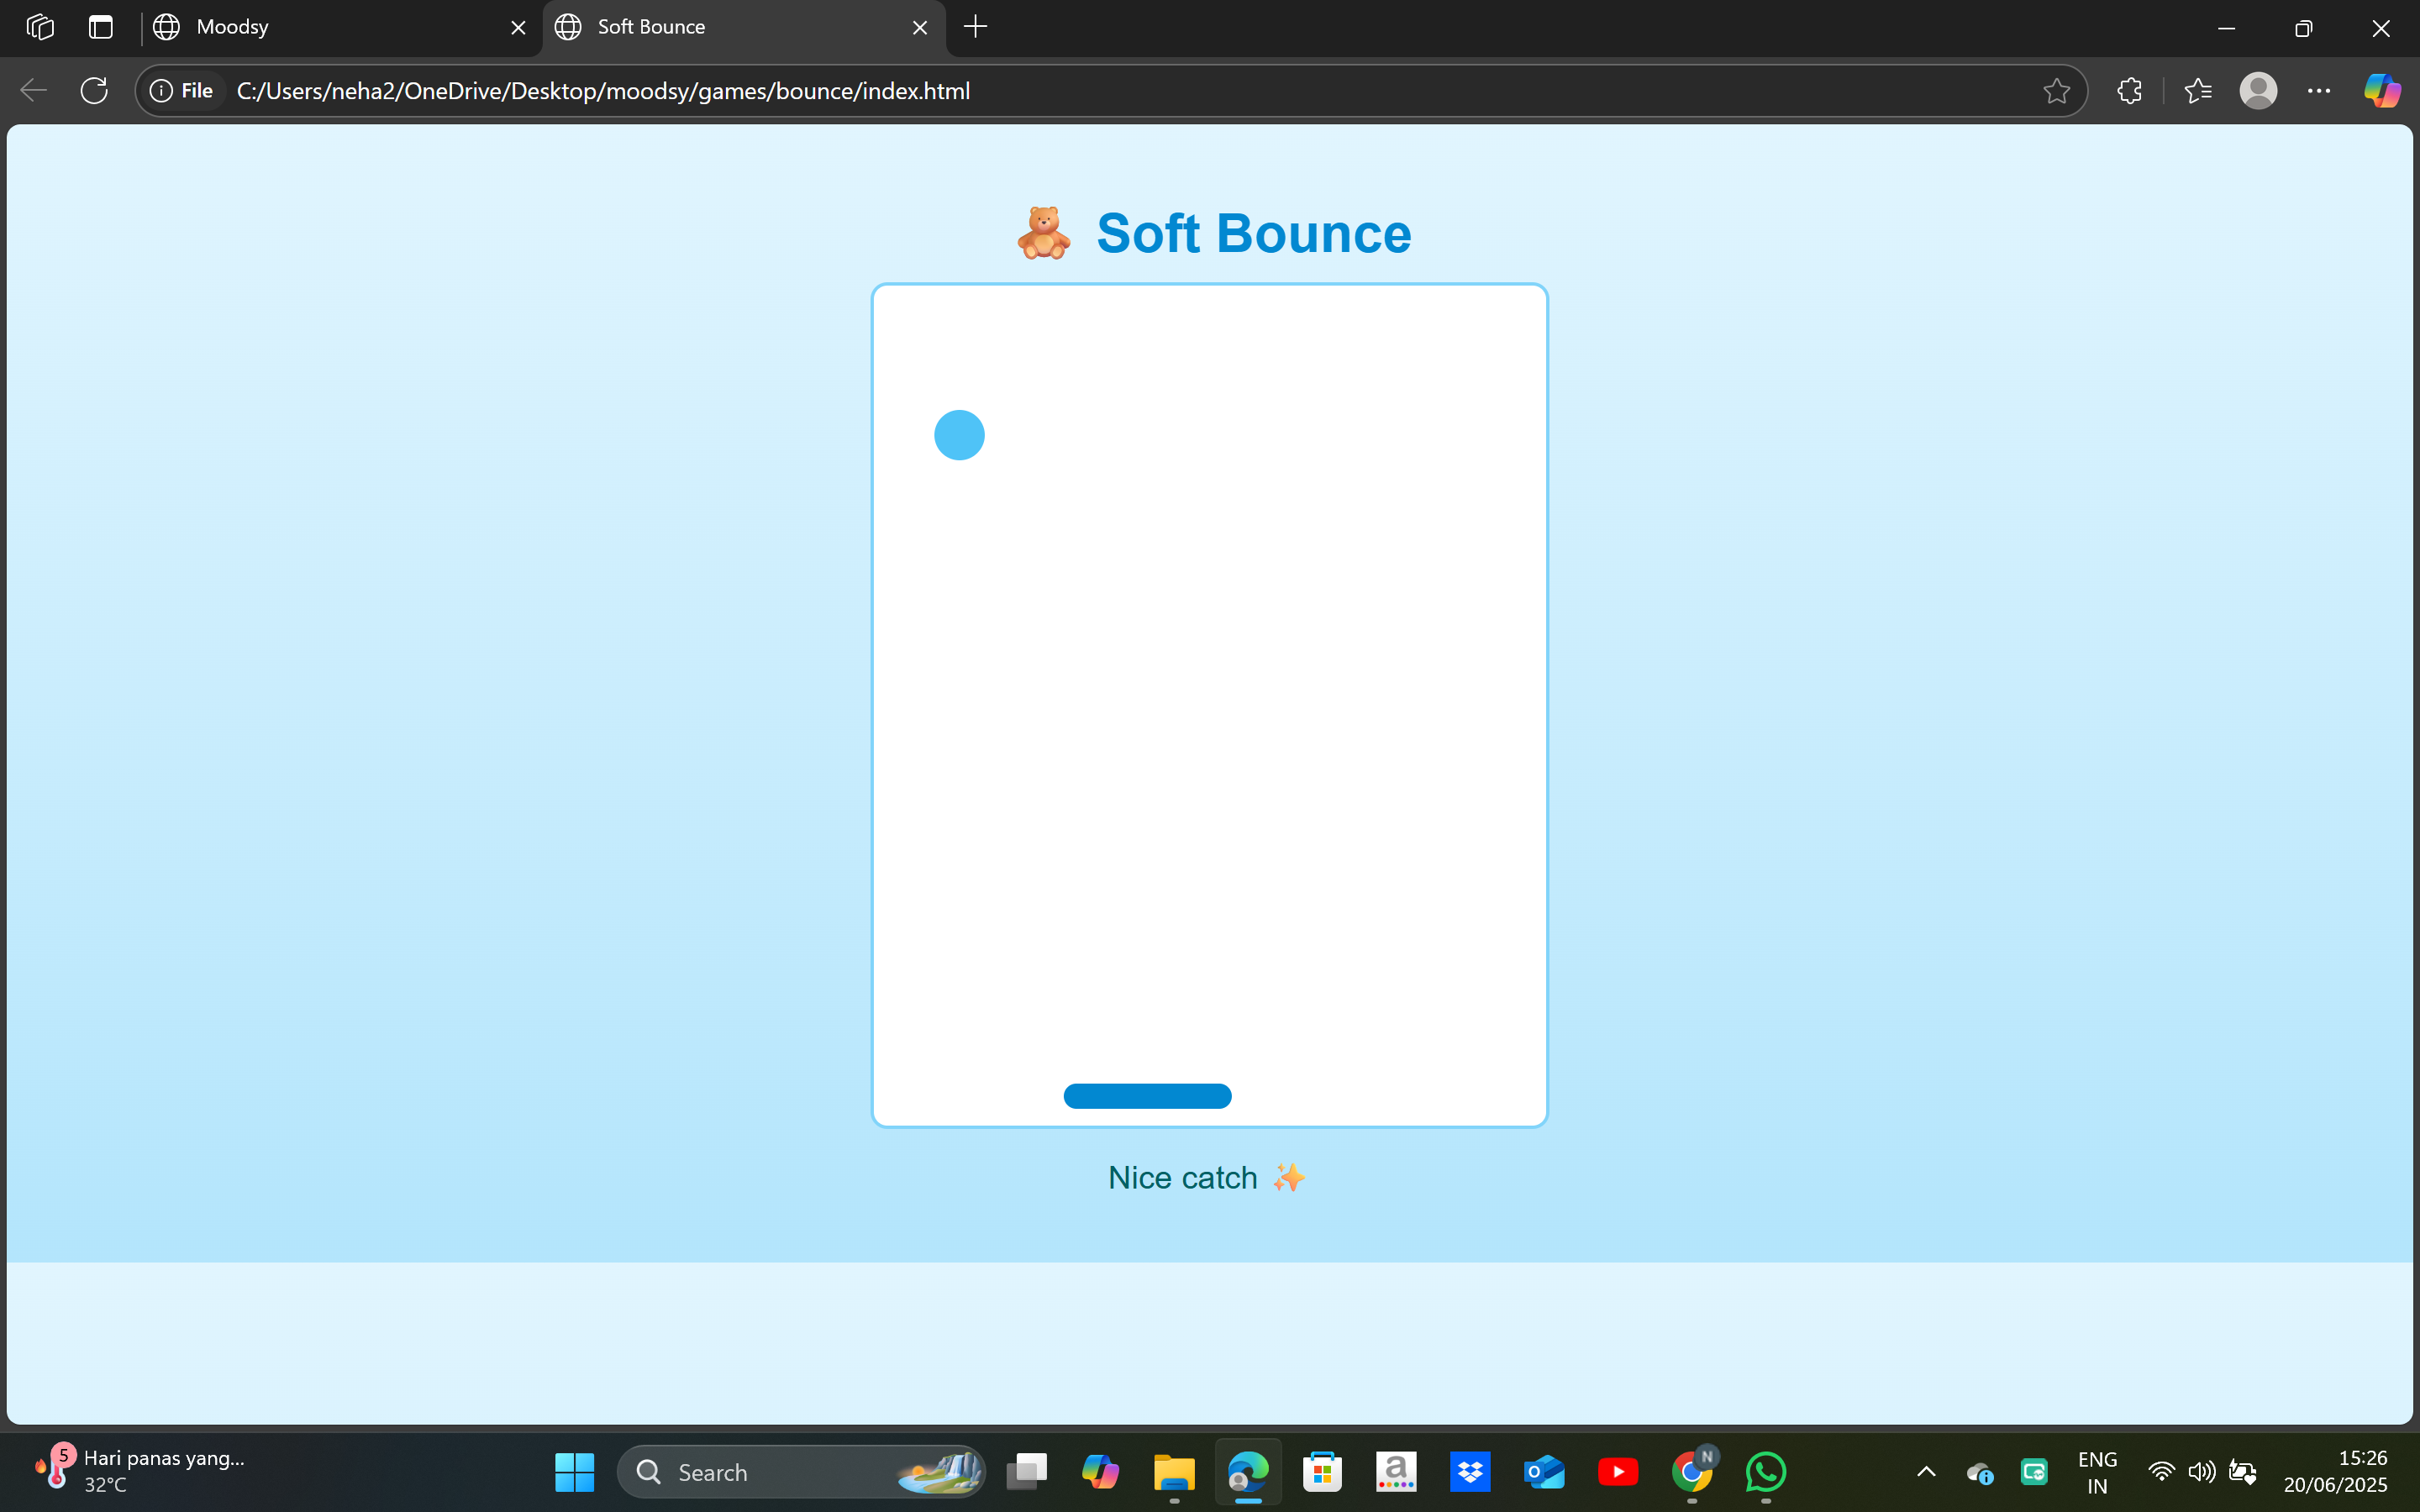 Moodsy
Soft Bounce
File C:/Users/neha2/OneDrive/Desktop/moodsy/games/bounce/index.html
🧸 Soft Bounce
Nice catch ✨
5
Hari panas yang...
32°C
Search
a
O
N
ENG
IN
15:26
20/06/2025